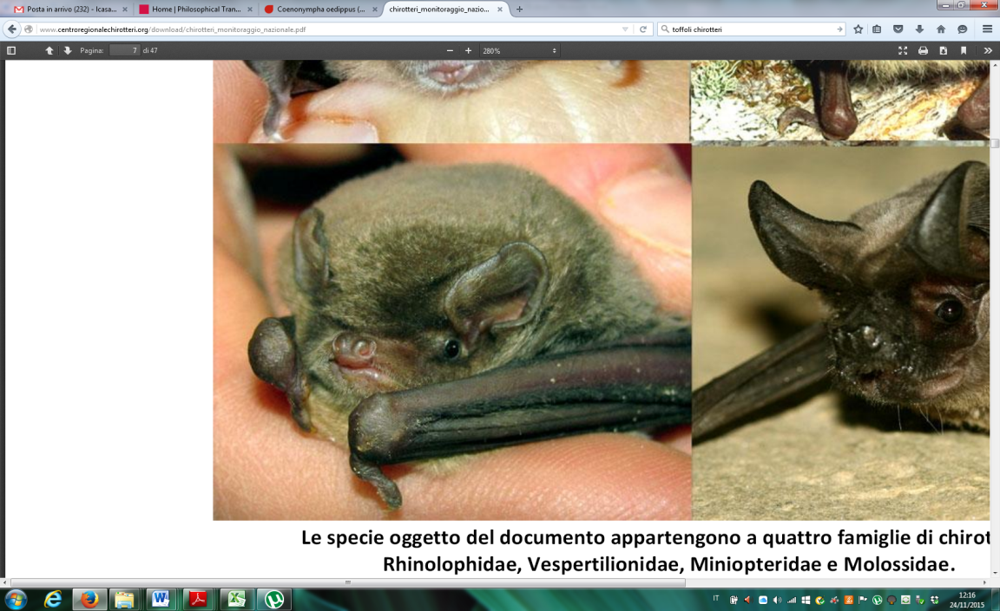 Posta in arrivo (232) - Icasa...
Home | Philosophical Tran...
Coenonympha oedippus (...
chirotteri_monitoraggio_nazio...
www.centroregionalechirotteri.org/download/chirotteri_monitoraggio_nazionale.pdf
toffoli chirotteri
Pagina: 7 di 47
280%
Le specie oggetto del documento appartengono a quattro famiglie di chirot
Rhinolophidae, Vespertilionidae, Miniopteridae e Molossidae.
IT
12:16
24/11/2015